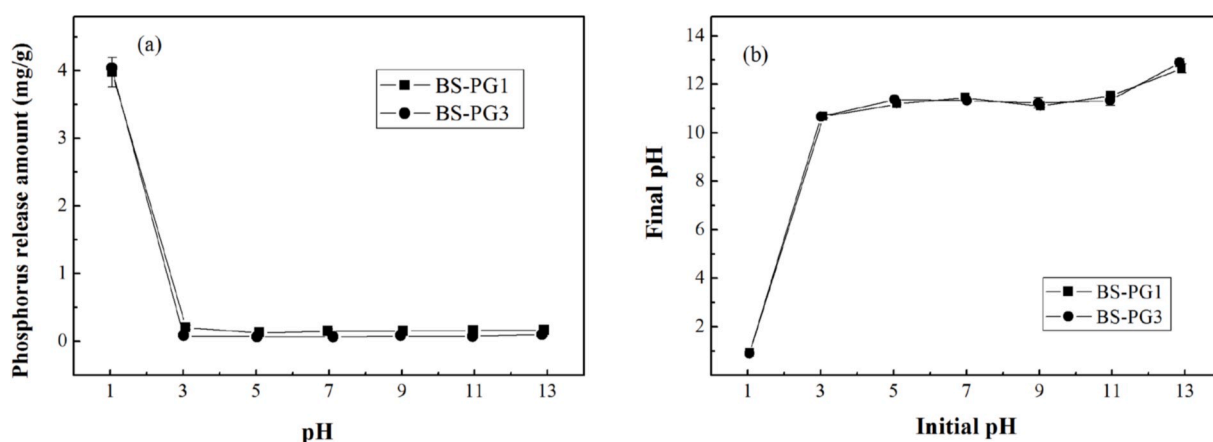 (a)
BS-PG1
BS-PG3
Phosphorus release amount (mg/g)
4
3
2
1
0
1 3 5 7 9 11 13
pH
(b)
BS-PG1
BS-PG3
Final pH
14
12
10
8
6
4
2
1 3 5 7 9 11 13
Initial pH